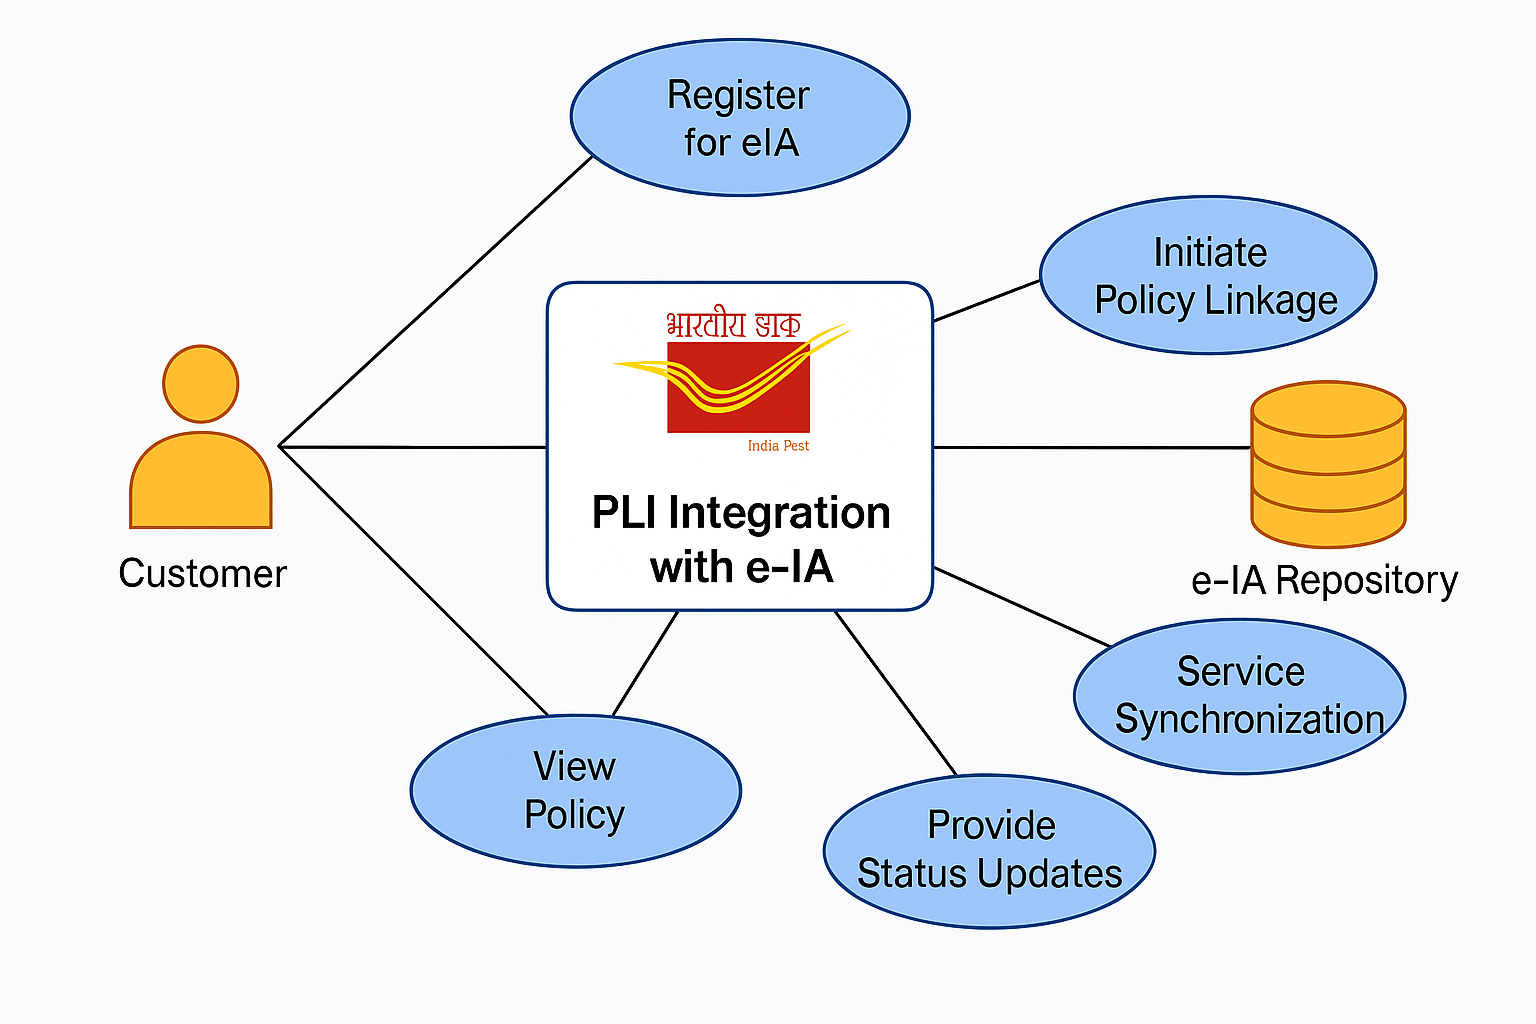 Register
for eIA
Initiate
Policy Linkage
भारतीय डाक
India Pest
PLI Integration
with e-IA
Customer
e-IA Repository
Service
Synchronization
View
Policy
Provide
Status Updates